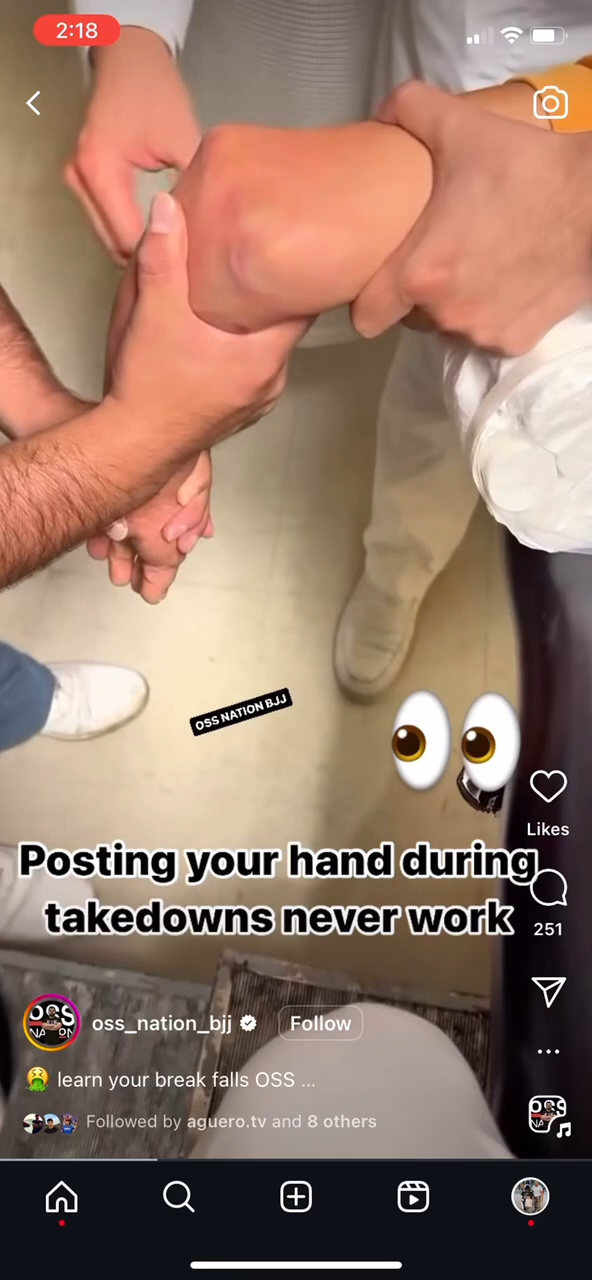 2:18
OSS NATION BJJ
Posting your hand during
takedowns never work
Likes
251
oss_nation_bjj
Follow
🤮 learn your break falls OSS ...
Followed by aguero.tv and 8 others